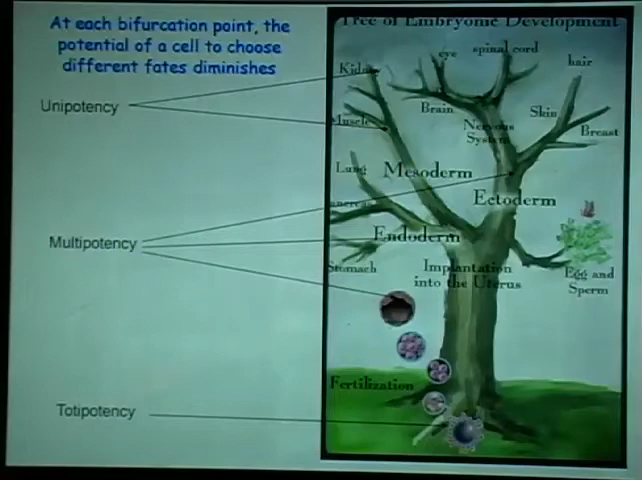 At each bifurcation point, the
potential of a cell to choose
different fates diminishes
Unipotency
Multipotency
Totipotency
Tree of Embryonic Development
eye
spinal cord
hair
Brain
Skin
Muscle
Nervous
System
Breast
Lung
Mesoderm
Ectoderm
Endoderm
Stomach
Implantation
into the Uterus
Egg and
Sperm
Fertilization